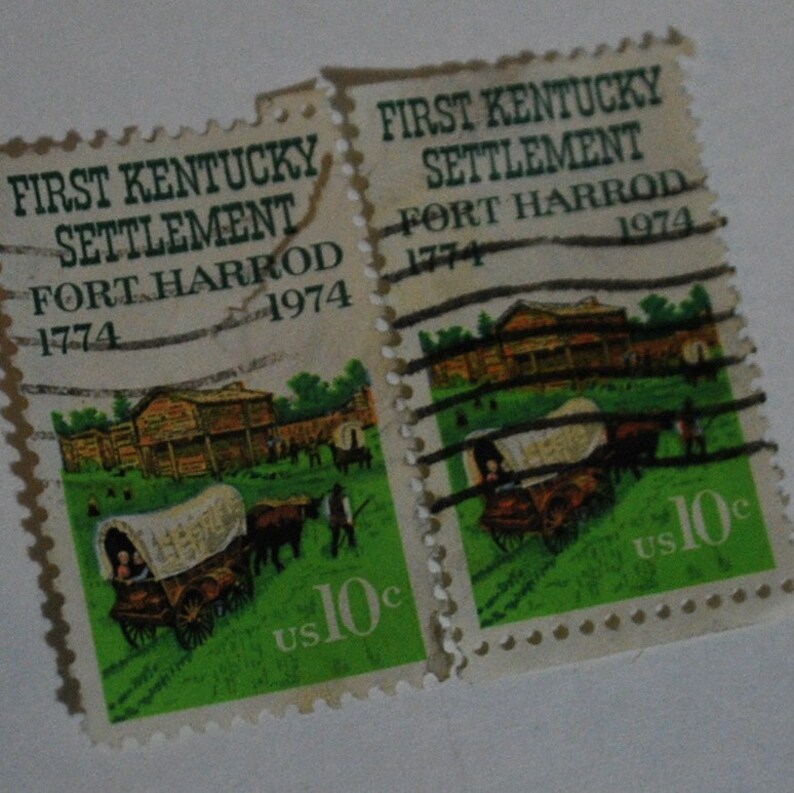 FIRST KENTUCKY
SETTLEMENT
FORT HARROD
1774 1974
US 10c
FIRST KENTUCKY
SETTLEMENT
FORT HARROD
1774 1974
US 10c